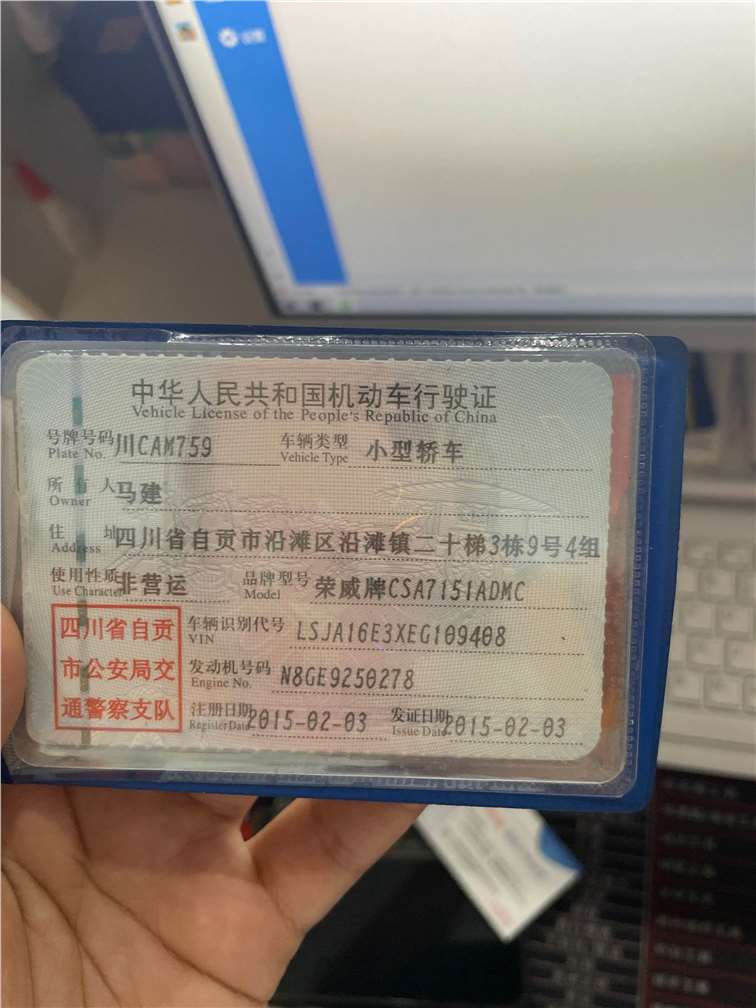 中华人民共和国机动车行驶证
Vehicle License of the People's Republic of China
号牌号码 川CAM759 车辆类型 小型轿车
Plate No. Vehicle Type
所有人 马建
Owner
住址 四川省自贡市沿滩区沿滩镇二十梯3栋9号4组
Address
使用性质 非营运 品牌型号 荣威牌CSA7151ADMC
Use Character Model
四川省自贡 车辆识别代号 LSJA16E3XEG109408
VIN
市公安局交 发动机号码 N8GE9250278
Engine No.
通警察支队 注册日期 2015-02-03 发证日期 2015-02-03
Register Date Issue Date